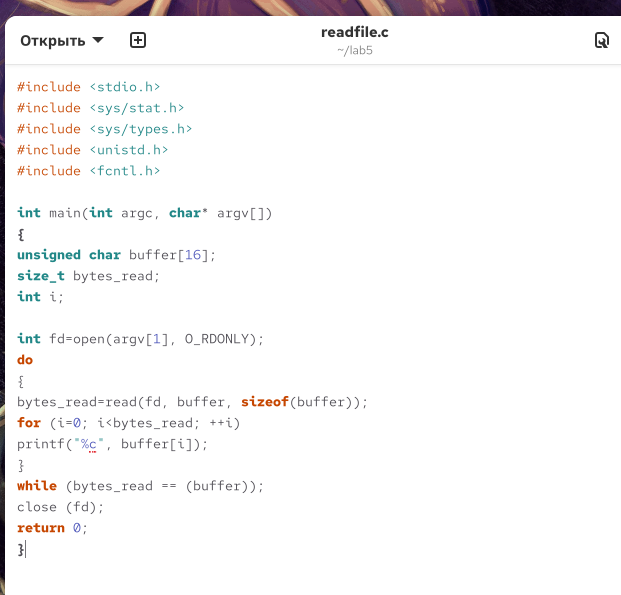 Открыть
readfile.c
~/lab5
#include <stdio.h>
#include <sys/stat.h>
#include <sys/types.h>
#include <unistd.h>
#include <fcntl.h>
int main(int argc, char* argv[])
{
unsigned char buffer[16];
size_t bytes_read;
int i;
int fd=open(argv[1], O_RDONLY);
do
{
bytes_read=read(fd, buffer, sizeof(buffer));
for (i=0; i<bytes_read; ++i)
printf("%c", buffer[i]);
}
while (bytes_read == (buffer));
close (fd);
return 0;
}